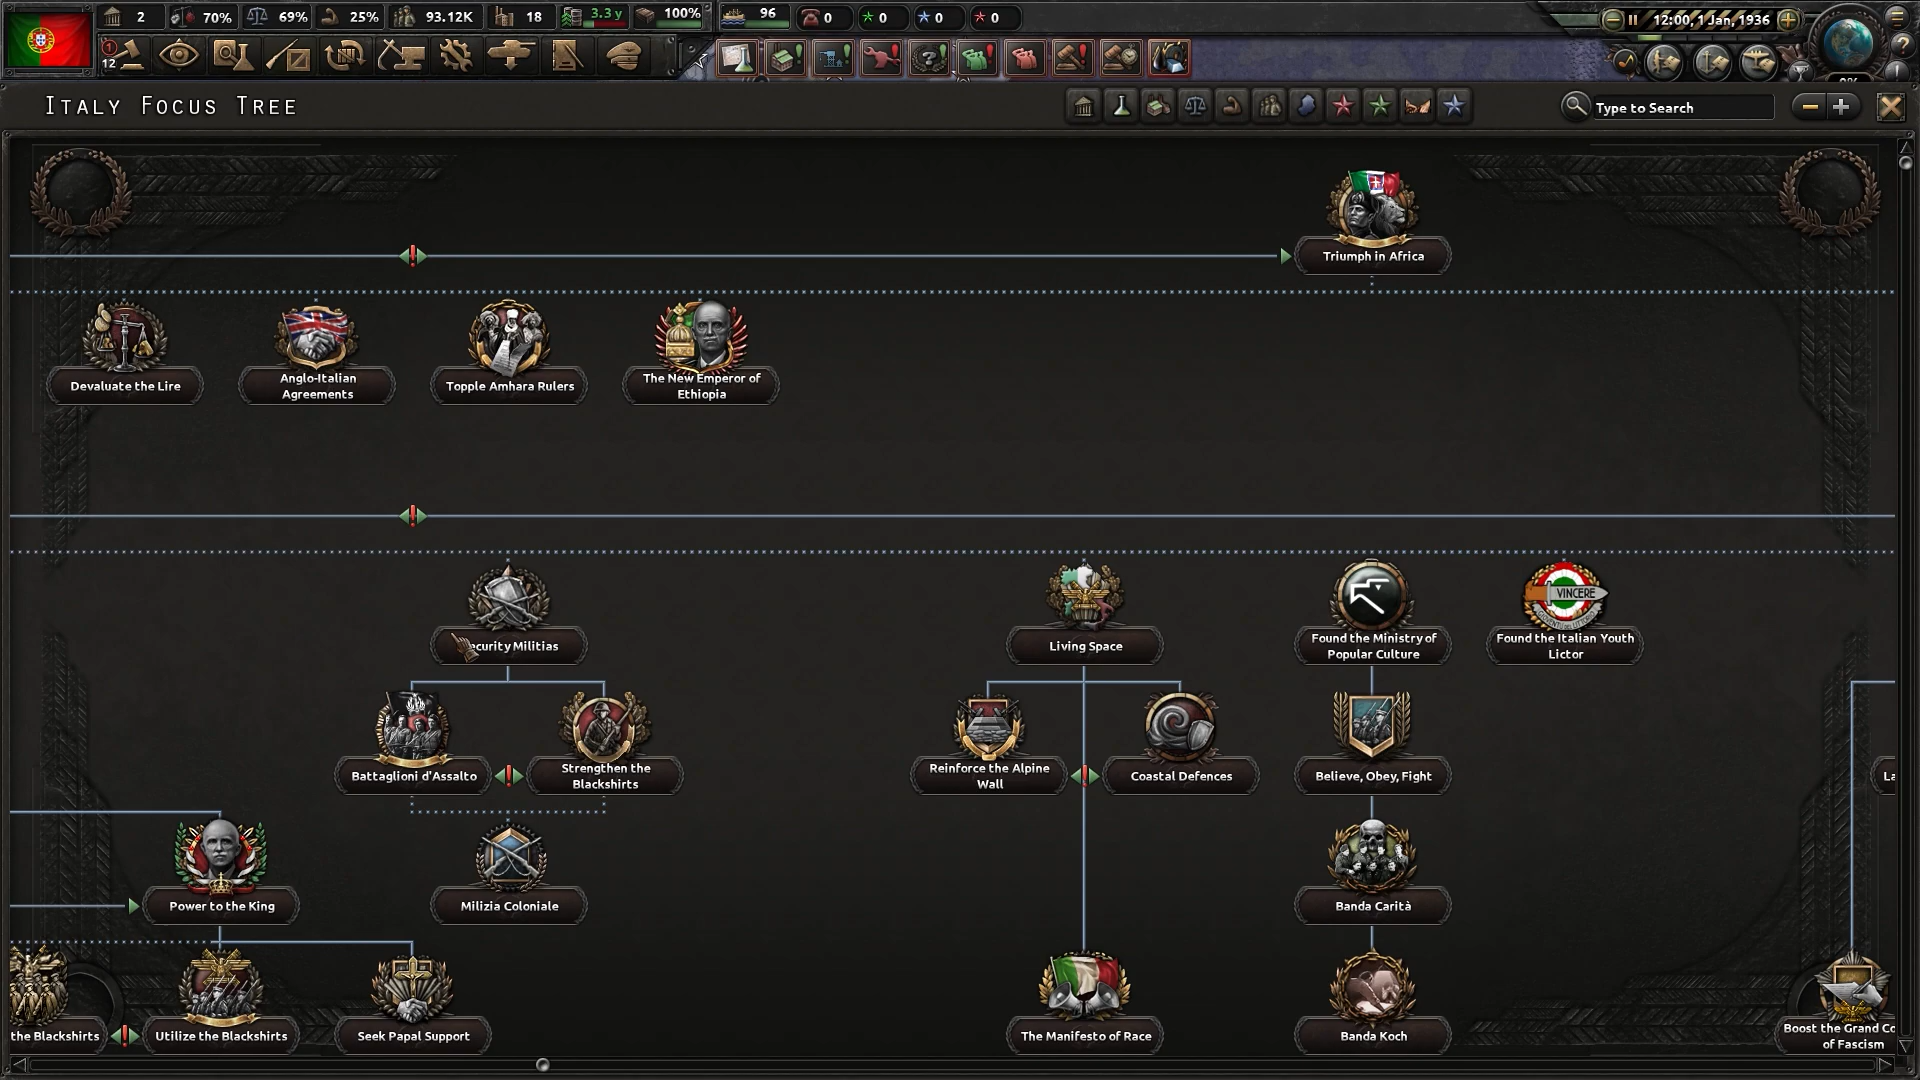 2
70%
69%
25%
93.12K
18
3.3 y
100%
96
0
0
0
0
12:00, 1 Jan, 1936
1
12
0%
Italy Focus Tree
Type to Search
Triumph in Africa
Devaluate the Lire
Anglo-Italian
Agreements
Topple Amhara Rulers
The New Emperor of
Ethiopia
VINCERE
Security Militias
Living Space
Found the Ministry of
Popular Culture
Found the Italian Youth
Lictor
Battaglioni d'Assalto
Strengthen the
Blackshirts
Reinforce the Alpine
Wall
Coastal Defences
Believe, Obey, Fight
La
Power to the King
Milizia Coloniale
Banda Carità
the Blackshirts
Utilize the Blackshirts
Seek Papal Support
The Manifesto of Race
Banda Koch
Boost the Grand Co
of Fascism